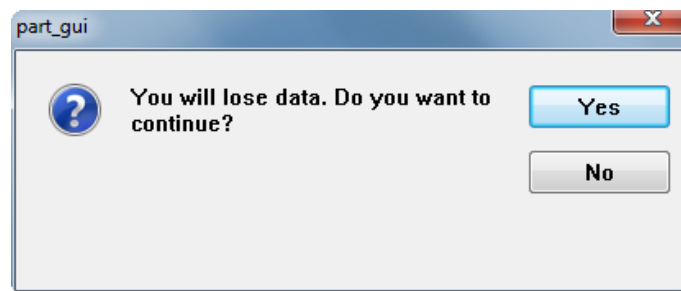 part_gui
You will lose data. Do you want to
continue?
Yes
No